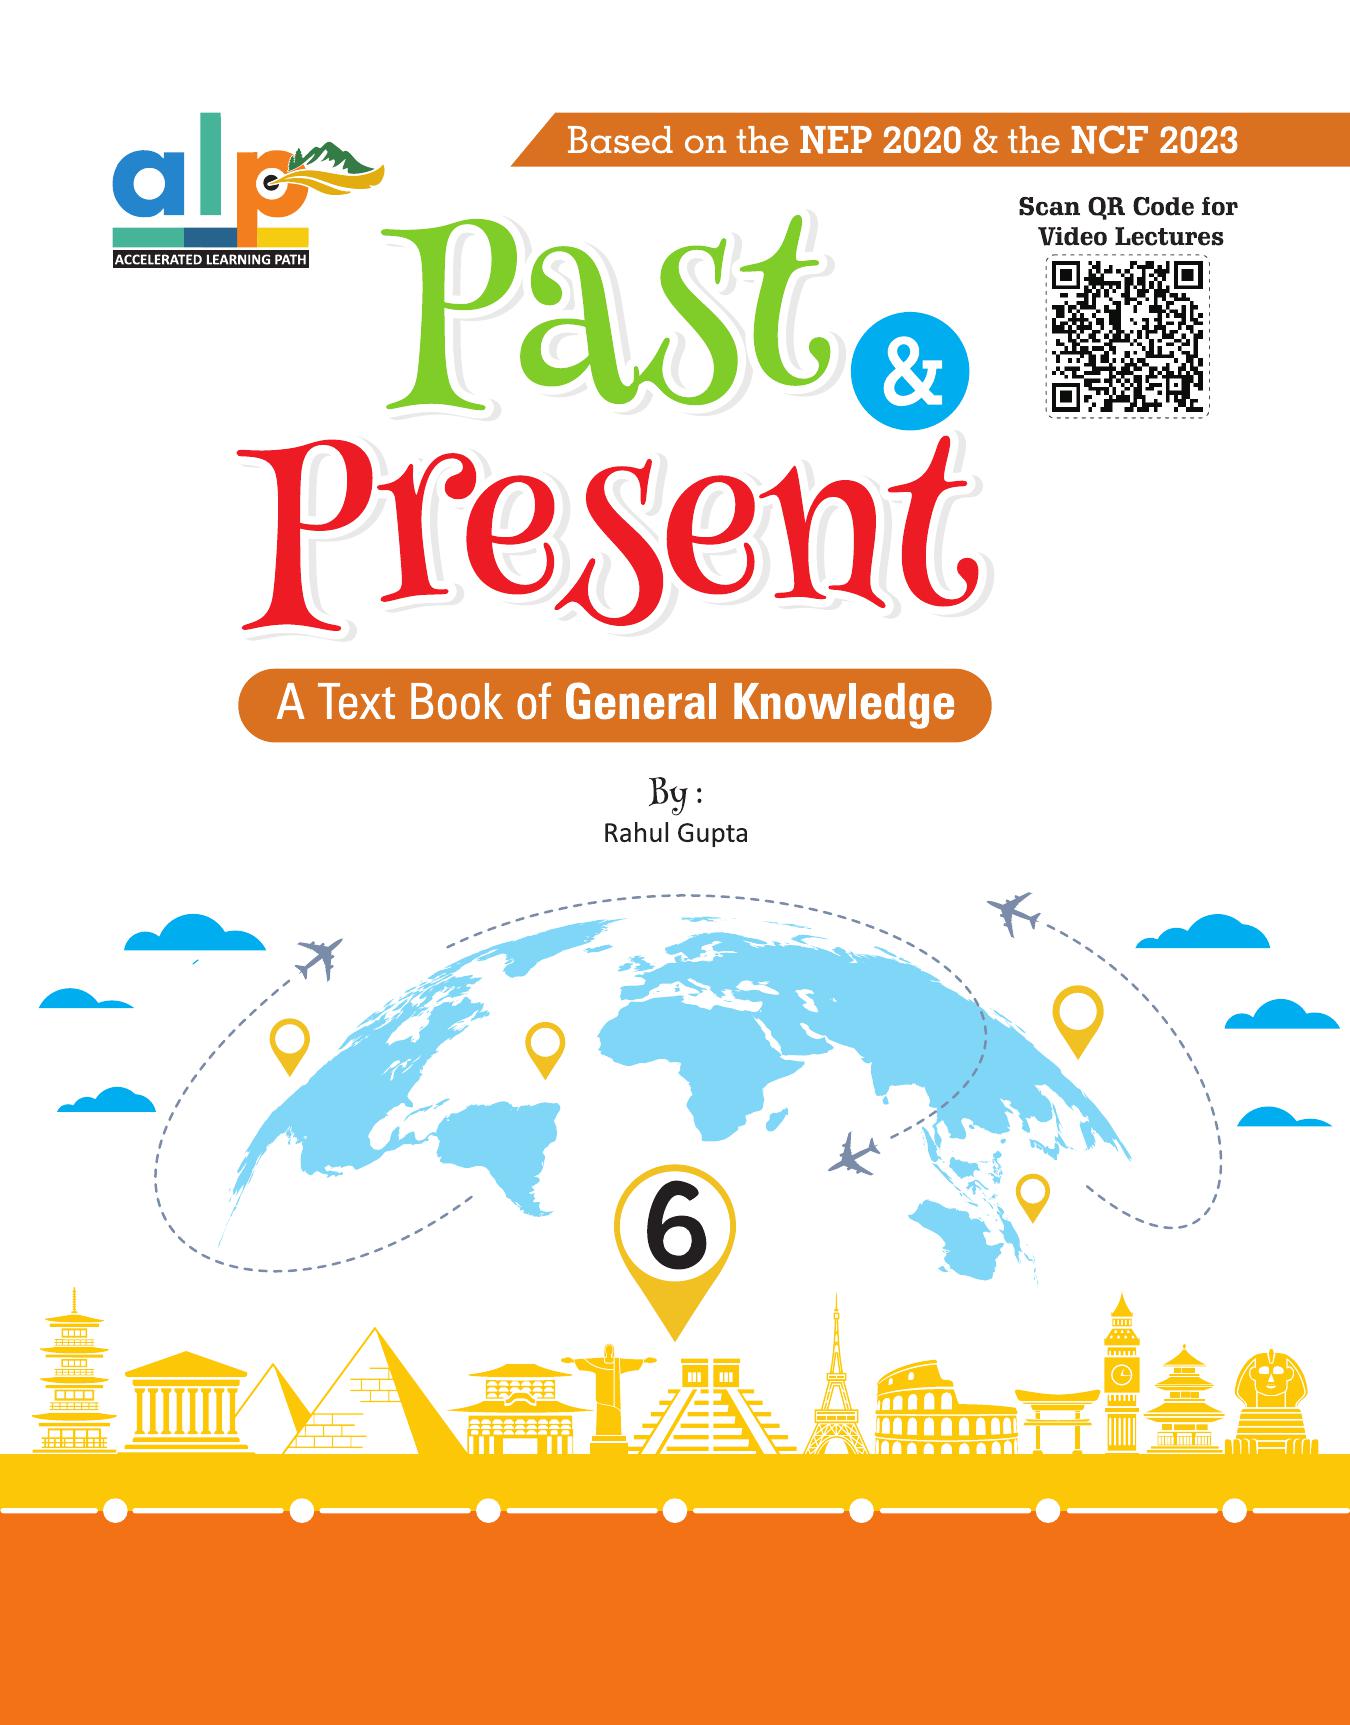 alp
ACCELERATED LEARNING PATH
Based on the NEP 2020 & the NCF 2023
Scan QR Code for
Video Lectures
Past &
Present
A Text Book of General Knowledge
By :
Rahul Gupta
6